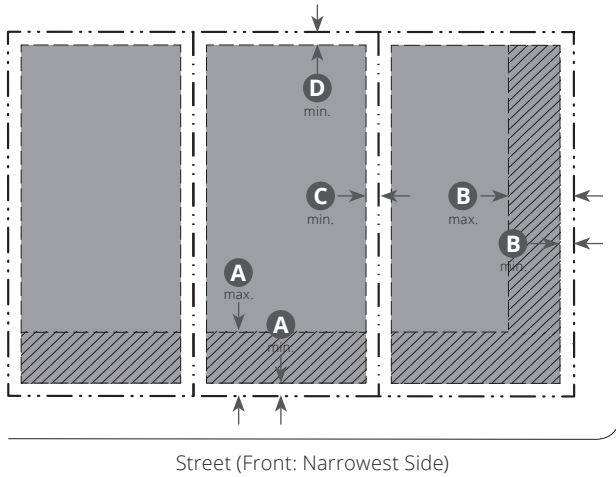 D
min.
C
min.
B
max.
B
min.
A
max.
A
min.
Street (Front: Narrowest Side)